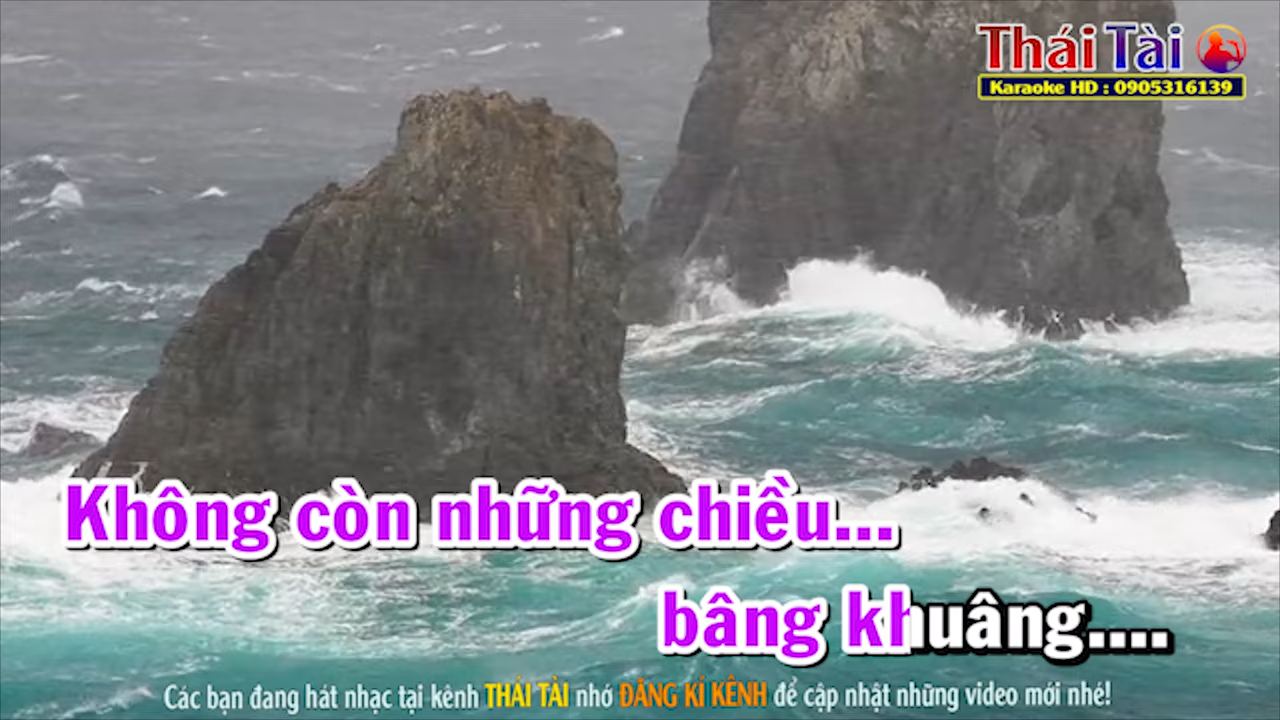 Thái Tài
Karaoke HD : 0905316139
Không còn những chiều...
bâng khuâng....
Các bạn đang hát nhạc tại kênh THÁI TÀI nhớ ĐĂNG KÍ KÊNH để cập nhật những video mới nhé!